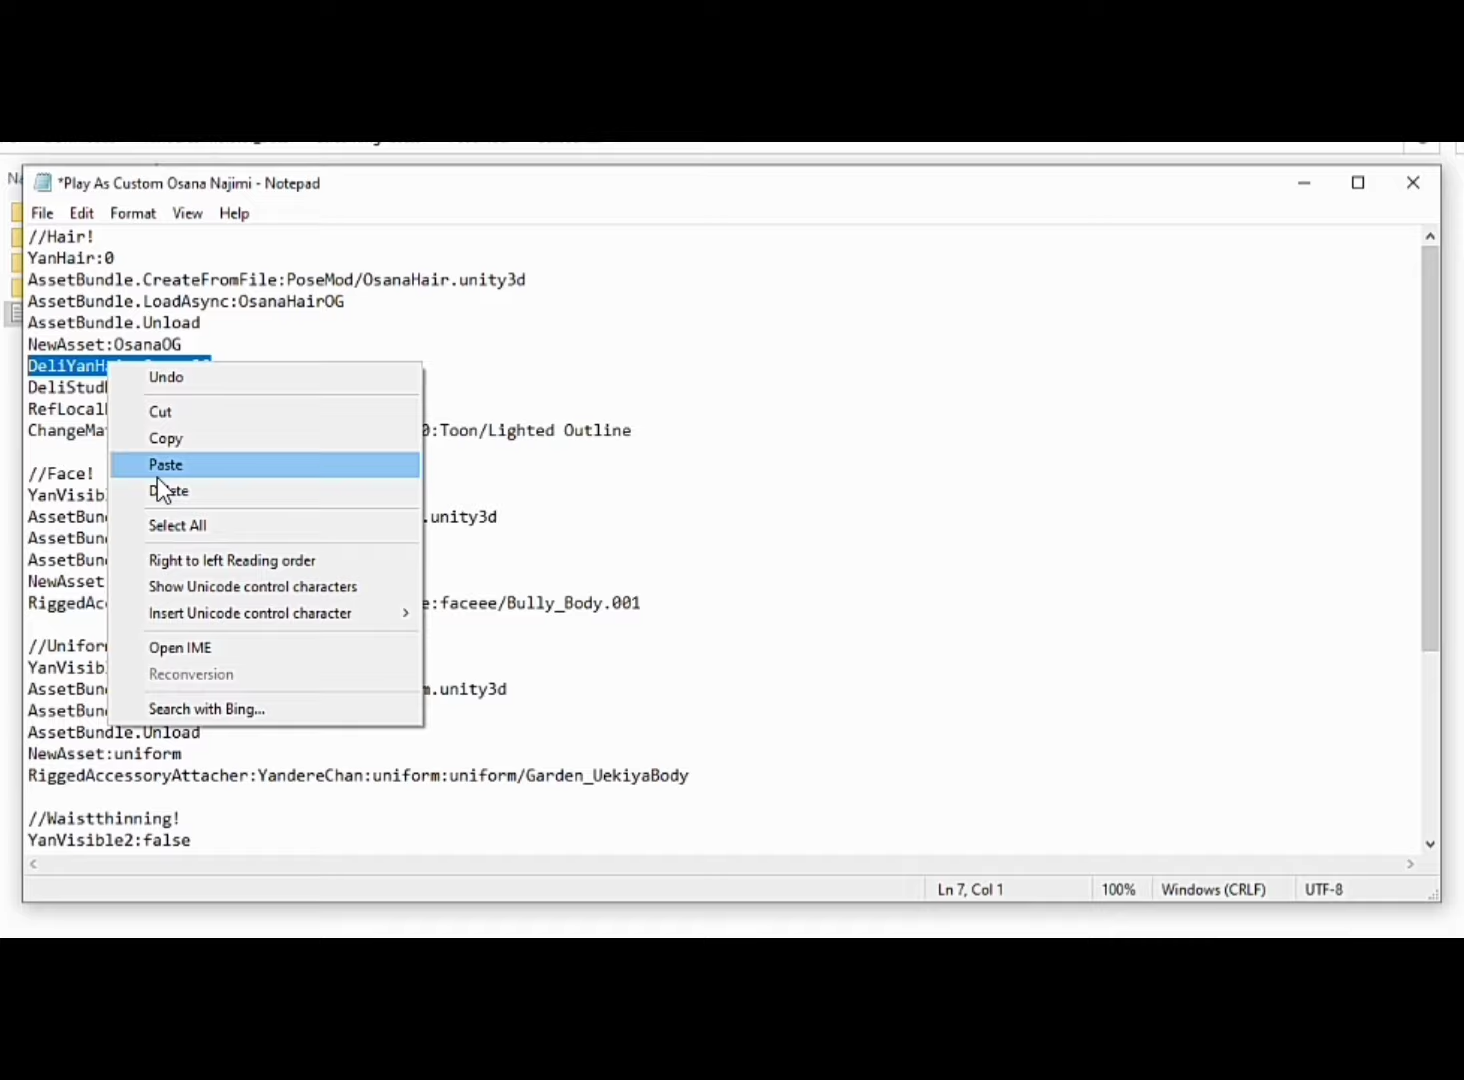 *Play As Custom Osana Najimi - Notepad
File Edit Format View Help
//Hair!
YanHair:0
AssetBundle.CreateFromFile:PoseMod/OsanaHair.unity3d
AssetBundle.LoadAsync:OsanaHairOG
AssetBundle.Unload
NewAsset:OsanaOG
DeliYanH
DeliStud
RefLocal
ChangeMa 0:Toon/Lighted Outline
//Face!
YanVisib
AssetBun .unity3d
AssetBun
AssetBun
NewAsset
RiggedAc e:faceee/Bully_Body.001
//Unifor
YanVisib
AssetBun m.unity3d
AssetBun
AssetBundle.Unload
NewAsset:uniform
RiggedAccessoryAttacher:YandereChan:uniform:uniform/Garden_UekiyaBody
//Waistthinning!
YanVisible2:false
Undo
Cut
Copy
Paste
Delete
Select All
Right to left Reading order
Show Unicode control characters
Insert Unicode control character
Open IME
Reconversion
Search with Bing...
Ln 7, Col 1 100% Windows (CRLF) UTF-8